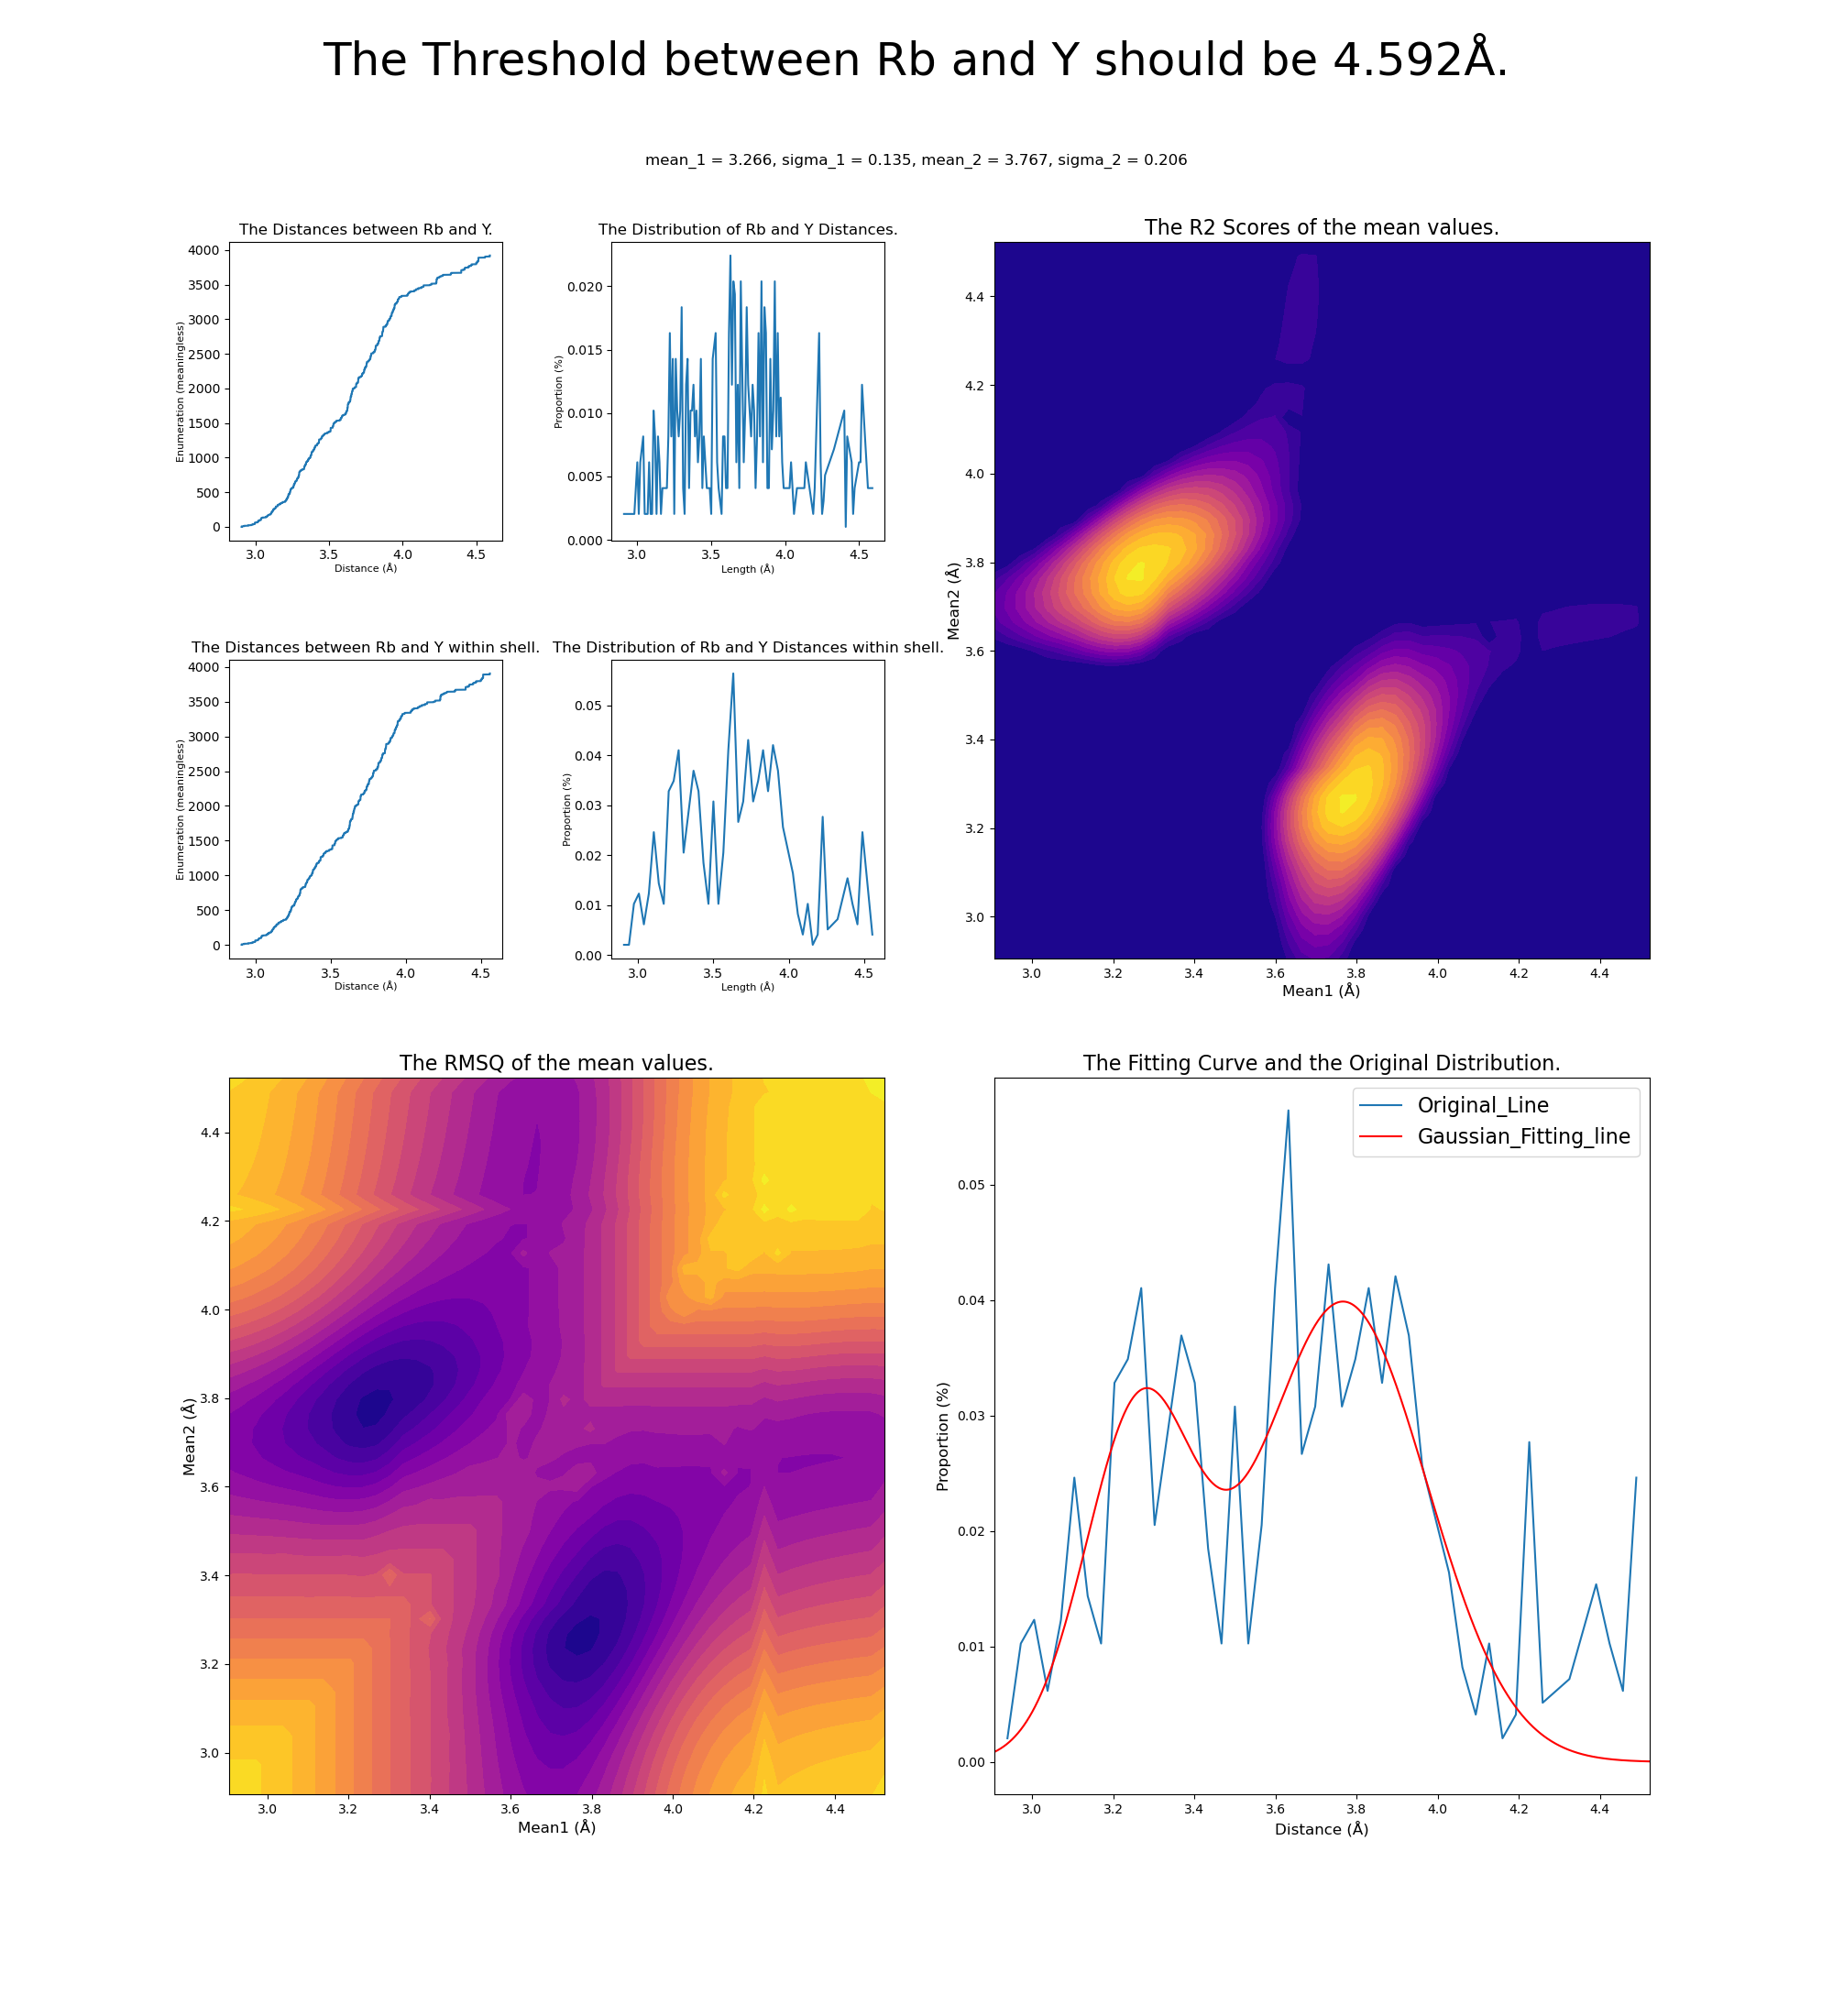 The Threshold between Rb and Y should be 4.592Å.
mean_1 = 3.266, sigma_1 = 0.135, mean_2 = 3.767, sigma_2 = 0.206
The Distances between Rb and Y.
Enumeration (meaningless)
4000
3500
3000
2500
2000
1500
1000
500
0
3.0 3.5 4.0 4.5
Distance (Å)
The Distribution of Rb and Y Distances.
Proportion (%)
0.020
0.015
0.010
0.005
0.000
3.0 3.5 4.0 4.5
Length (Å)
The R2 Scores of the mean values.
Mean2 (Å)
4.4
4.2
4.0
3.8
3.6
3.4
3.2
3.0
3.0 3.2 3.4 3.6 3.8 4.0 4.2 4.4
Mean1 (Å)
The Distances between Rb and Y within shell.
Enumeration (meaningless)
4000
3500
3000
2500
2000
1500
1000
500
0
3.0 3.5 4.0 4.5
Distance (Å)
The Distribution of Rb and Y Distances within shell.
Proportion (%)
0.05
0.04
0.03
0.02
0.01
0.00
3.0 3.5 4.0 4.5
Length (Å)
The RMSQ of the mean values.
Mean2 (Å)
4.4
4.2
4.0
3.8
3.6
3.4
3.2
3.0
3.0 3.2 3.4 3.6 3.8 4.0 4.2 4.4
Mean1 (Å)
The Fitting Curve and the Original Distribution.
Original_Line
Gaussian_Fitting_line
Proportion (%)
0.05
0.04
0.03
0.02
0.01
0.00
3.0 3.2 3.4 3.6 3.8 4.0 4.2 4.4
Distance (Å)